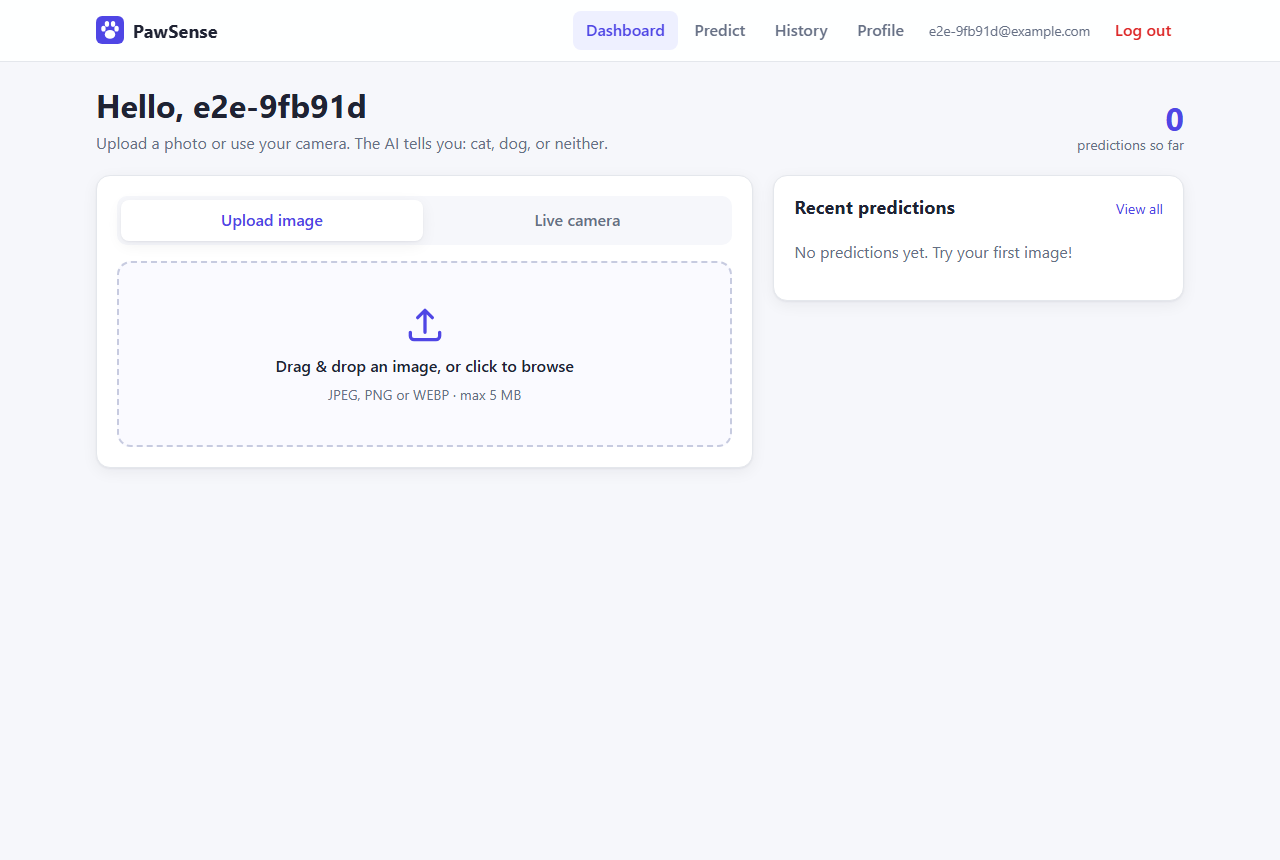 PawSense
Dashboard
Predict
History
Profile
e2e-9fb91d@example.com
Log out
Hello, e2e-9fb91d
Upload a photo or use your camera. The AI tells you: cat, dog, or neither.
0
predictions so far
Upload image
Live camera
Drag & drop an image, or click to browse
JPEG, PNG or WEBP · max 5 MB
Recent predictions
View all
No predictions yet. Try your first image!